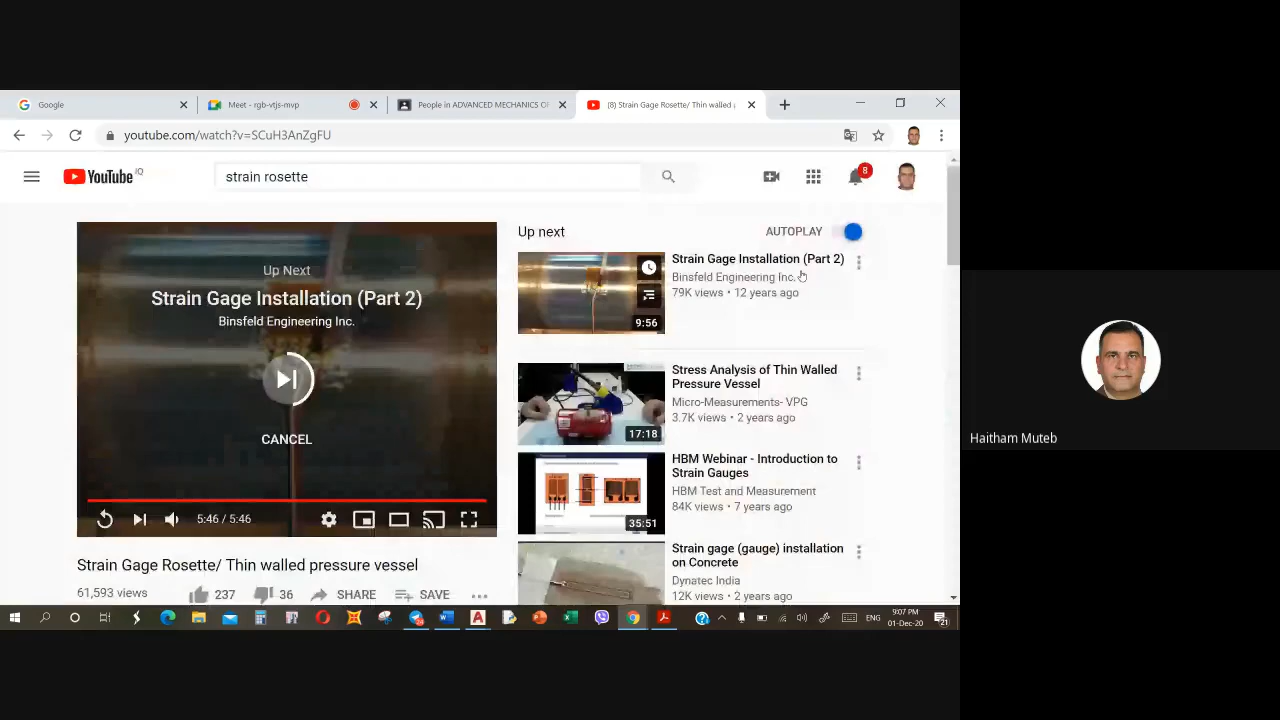 Google
Meet - rgb-vtjs-mvp
People in ADVANCED MECHANICS OF
(8) Strain Gage Rosette/ Thin walled
youtube.com/watch?v=SCuH3AnZgFU
YouTube IQ
strain rosette
8
Up Next
Strain Gage Installation (Part 2)
Binsfeld Engineering Inc.
CANCEL
5:46 / 5:46
Strain Gage Rosette/ Thin walled pressure vessel
61,593 views
237
36
SHARE
SAVE
Up next
AUTOPLAY
Strain Gage Installation (Part 2)
Binsfeld Engineering Inc.
79K views • 12 years ago
9:56
Stress Analysis of Thin Walled
Pressure Vessel
Micro-Measurements- VPG
3.7K views • 2 years ago
17:18
HBM Webinar - Introduction to
Strain Gauges
HBM Test and Measurement
84K views • 7 years ago
35:51
Strain gage (gauge) installation
on Concrete
Dynatec India
12K views • 2 years ago
ENG
9:07 PM
01-Dec-20
21
Haitham Muteb